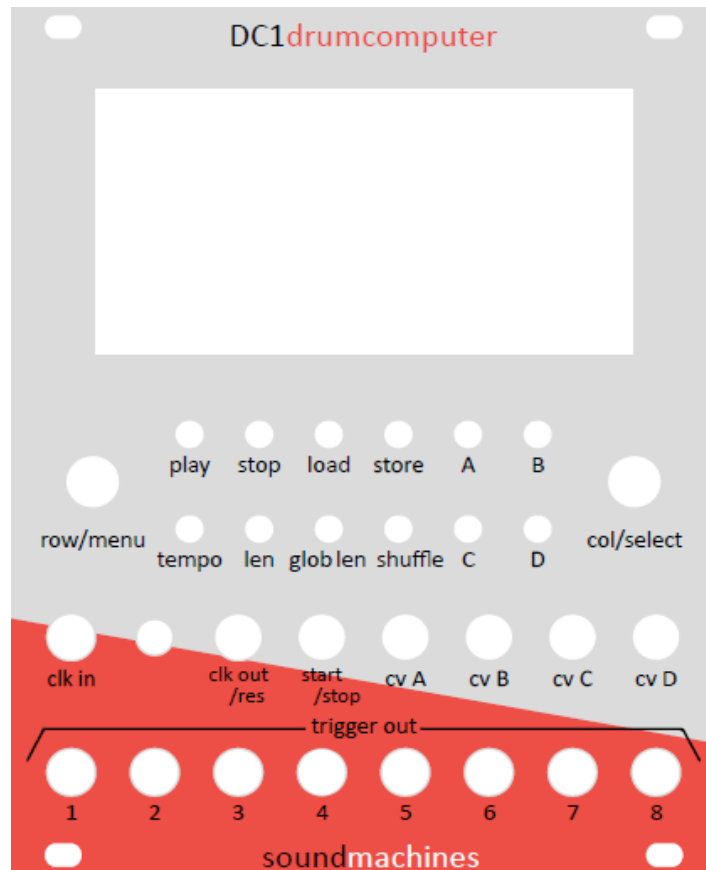 DC1drumcomputer
play stop load store A B
row/menu col/select
tempo len glob len shuffle C D
clk in clk out /res start /stop cv A cv B cv C cv D
trigger out
1 2 3 4 5 6 7 8
soundmachines